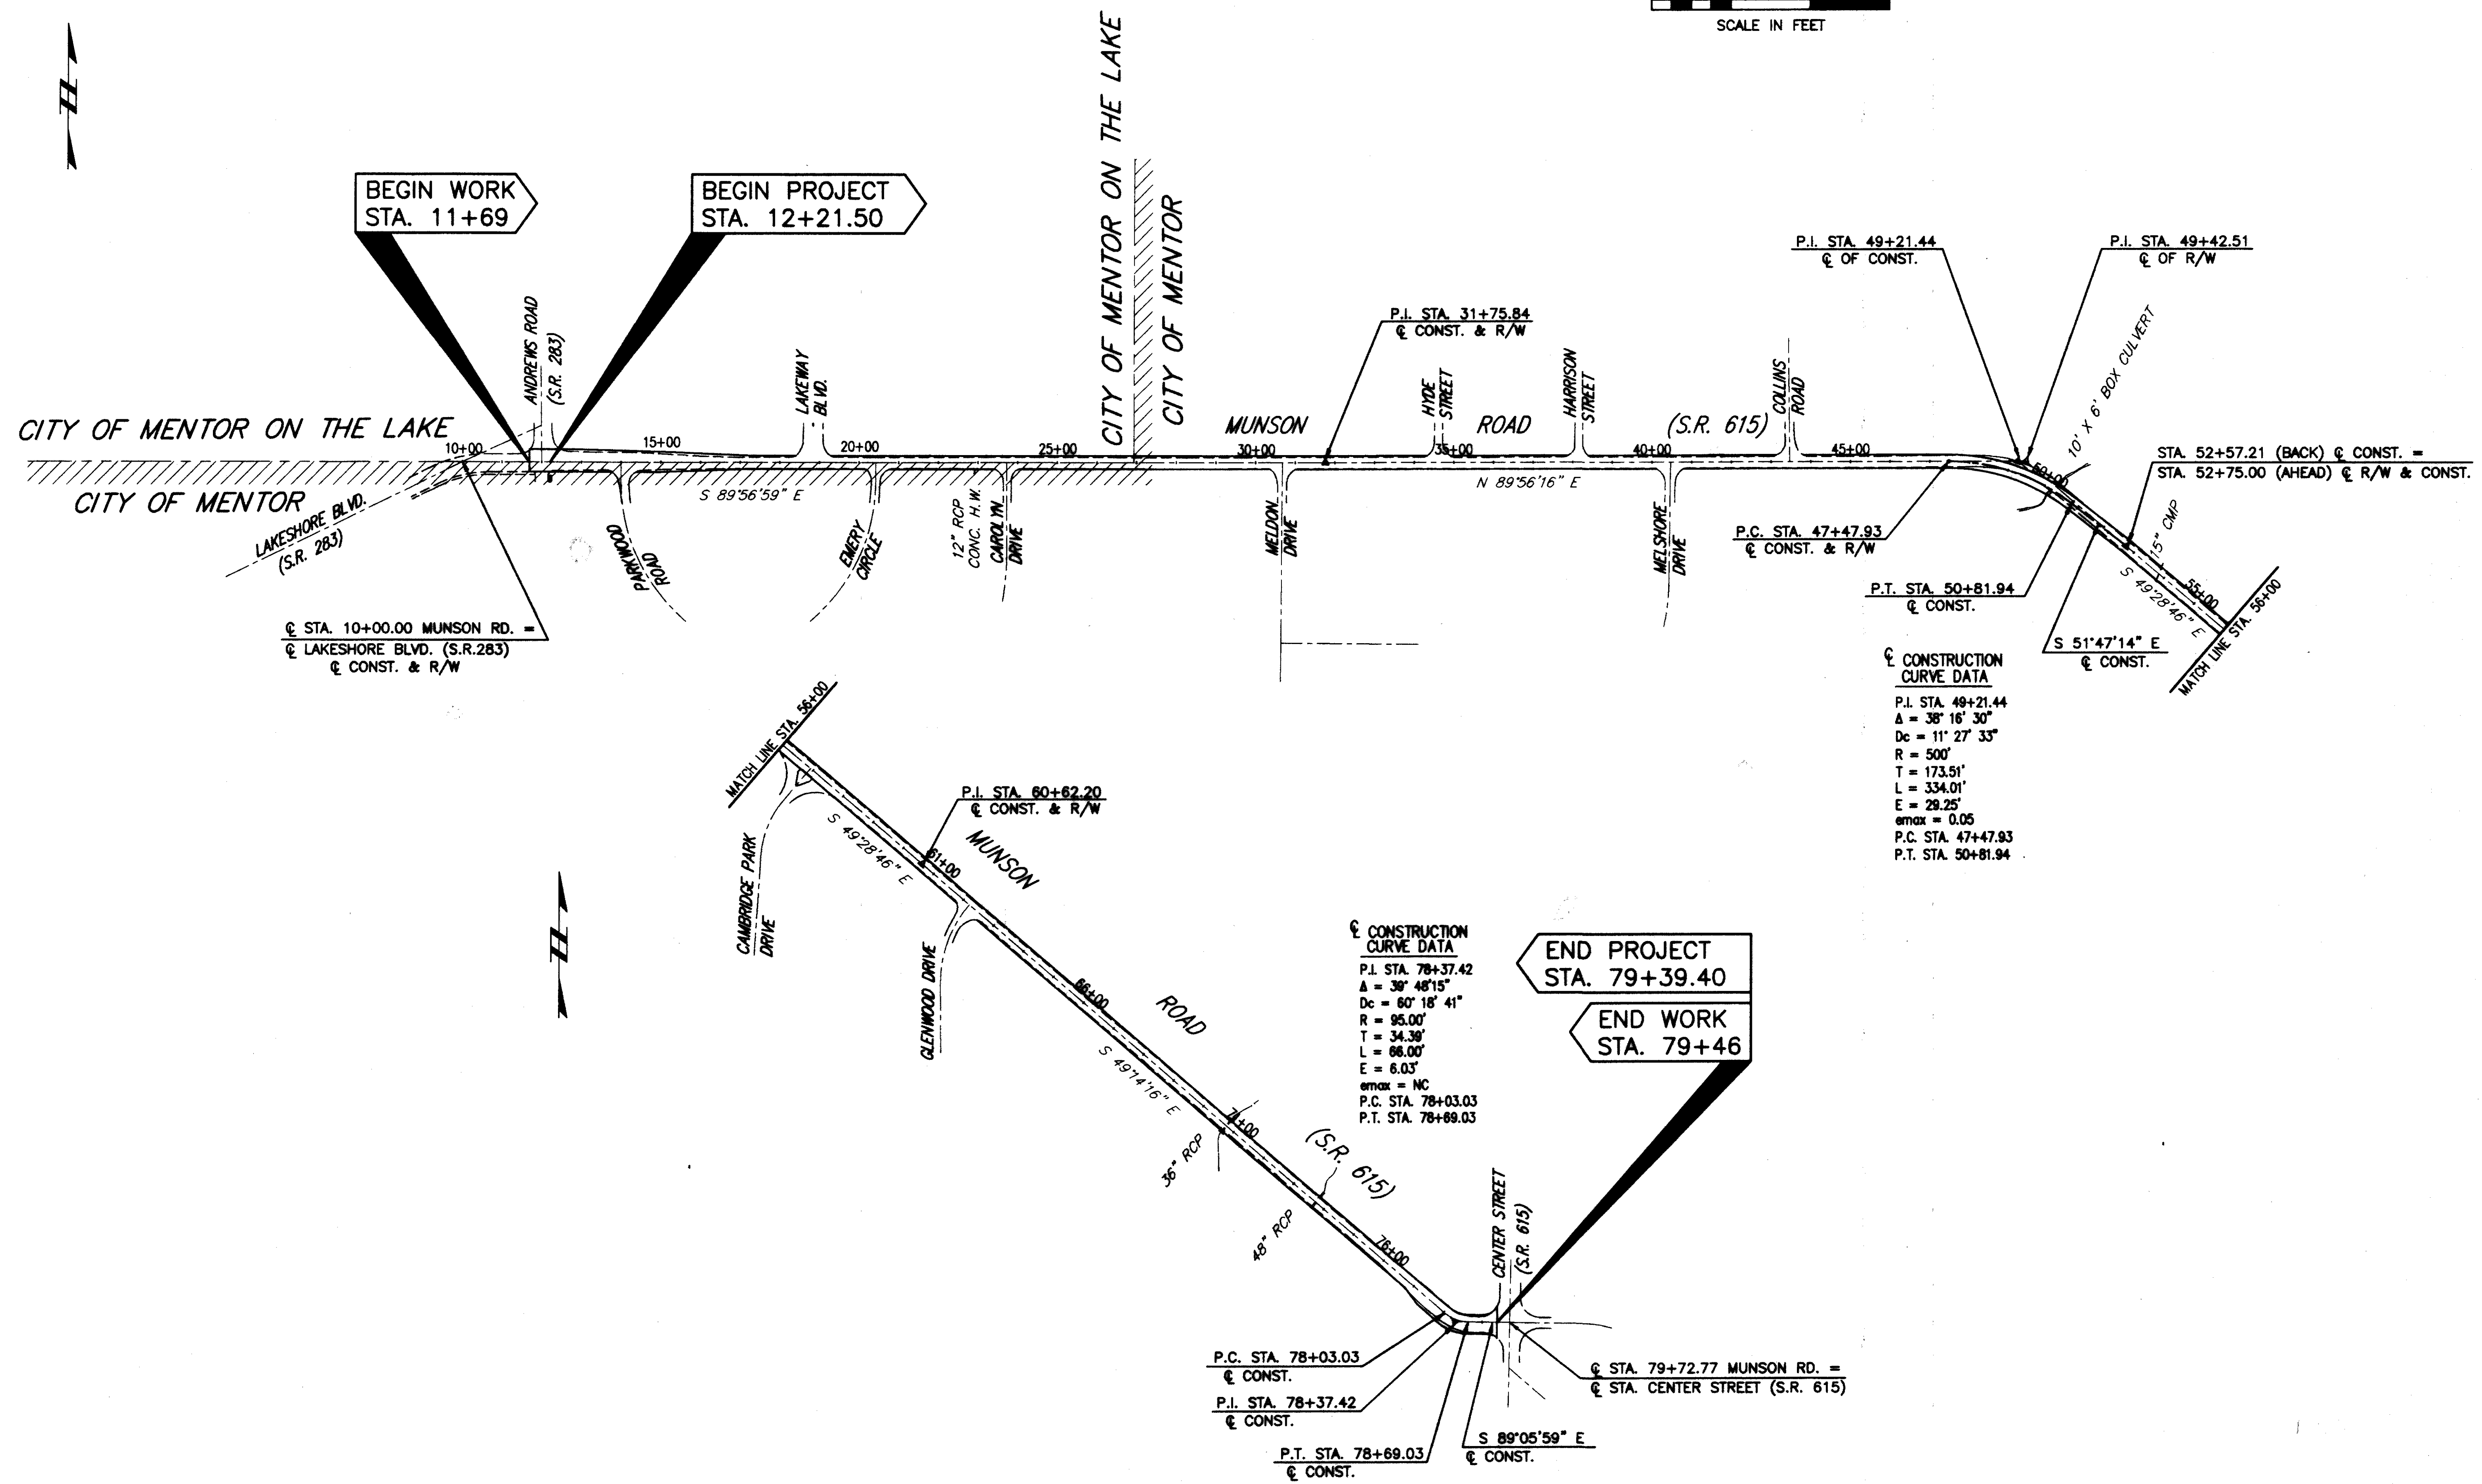 SCALE IN FEET
N
BEGIN WORK
STA. 11+69
BEGIN PROJECT
STA. 12+21.50
CITY OF MENTOR ON THE LAKE
CITY OF MENTOR
P.I. STA. 49+21.44
℄ OF CONST.
P.I. STA. 49+42.51
℄ OF R/W
P.I. STA. 31+75.84
℄ CONST. & R/W
10' X 6' BOX CULVERT
ANDREWS ROAD
(S.R. 283)
LAKEWAY
BLVD.
HYDE
STREET
HARRISON
STREET
COLLINS
ROAD
CITY OF MENTOR ON THE LAKE
MUNSON
ROAD
(S.R. 615)
10+00
15+00
20+00
25+00
30+00
35+00
40+00
45+00
50+00
STA. 52+57.21 (BACK) ℄ CONST. =
STA. 52+75.00 (AHEAD) ℄ R/W & CONST.
CITY OF MENTOR
S 89°56'59" E
N 89°56'16" E
LAKESHORE BLVD.
(S.R. 283)
PARKWOOD
ROAD
EMERY
CIRCLE
12" RCP
CONC. H.W.
CAROLYN
DRIVE
MELDON
DRIVE
MELSHORE
DRIVE
P.C. STA. 47+47.93
℄ CONST. & R/W
15" CMP
S 49°28'46" E
55+00
MATCH LINE STA. 56+00
P.T. STA. 50+81.94
℄ CONST.
S 51°47'14" E
℄ CONST.
℄ STA. 10+00.00 MUNSON RD. =
℄ LAKESHORE BLVD. (S.R.283)
℄ CONST. & R/W
℄ CONSTRUCTION
CURVE DATA
P.I. STA. 49+21.44
Δ = 38° 16' 30"
Dc = 11° 27' 33"
R = 500'
T = 173.51'
L = 334.01'
E = 29.25'
emax = 0.05
P.C. STA. 47+47.93
P.T. STA. 50+81.94
MATCH LINE STA. 56+00
P.I. STA. 60+62.20
℄ CONST. & R/W
S 49°28'46" E
61+00
MUNSON
CAMBRIDGE PARK
DRIVE
N
GLENWOOD DRIVE
66+00
ROAD
S 49°14'16" E
℄ CONSTRUCTION
CURVE DATA
P.I. STA. 78+37.42
Δ = 39° 48'15"
Dc = 60° 18' 41"
R = 95.00'
T = 34.39'
L = 66.00'
E = 6.03'
emax = NC
P.C. STA. 78+03.03
P.T. STA. 78+69.03
END PROJECT
STA. 79+39.40
END WORK
STA. 79+46
71+00
36" RCP
(S.R. 615)
48" RCP
76+00
CENTER STREET
(S.R. 615)
P.C. STA. 78+03.03
℄ CONST.
P.I. STA. 78+37.42
℄ CONST.
P.T. STA. 78+69.03
℄ CONST.
S 89°05'59" E
℄ CONST.
℄ STA. 79+72.77 MUNSON RD. =
℄ STA. CENTER STREET (S.R. 615)